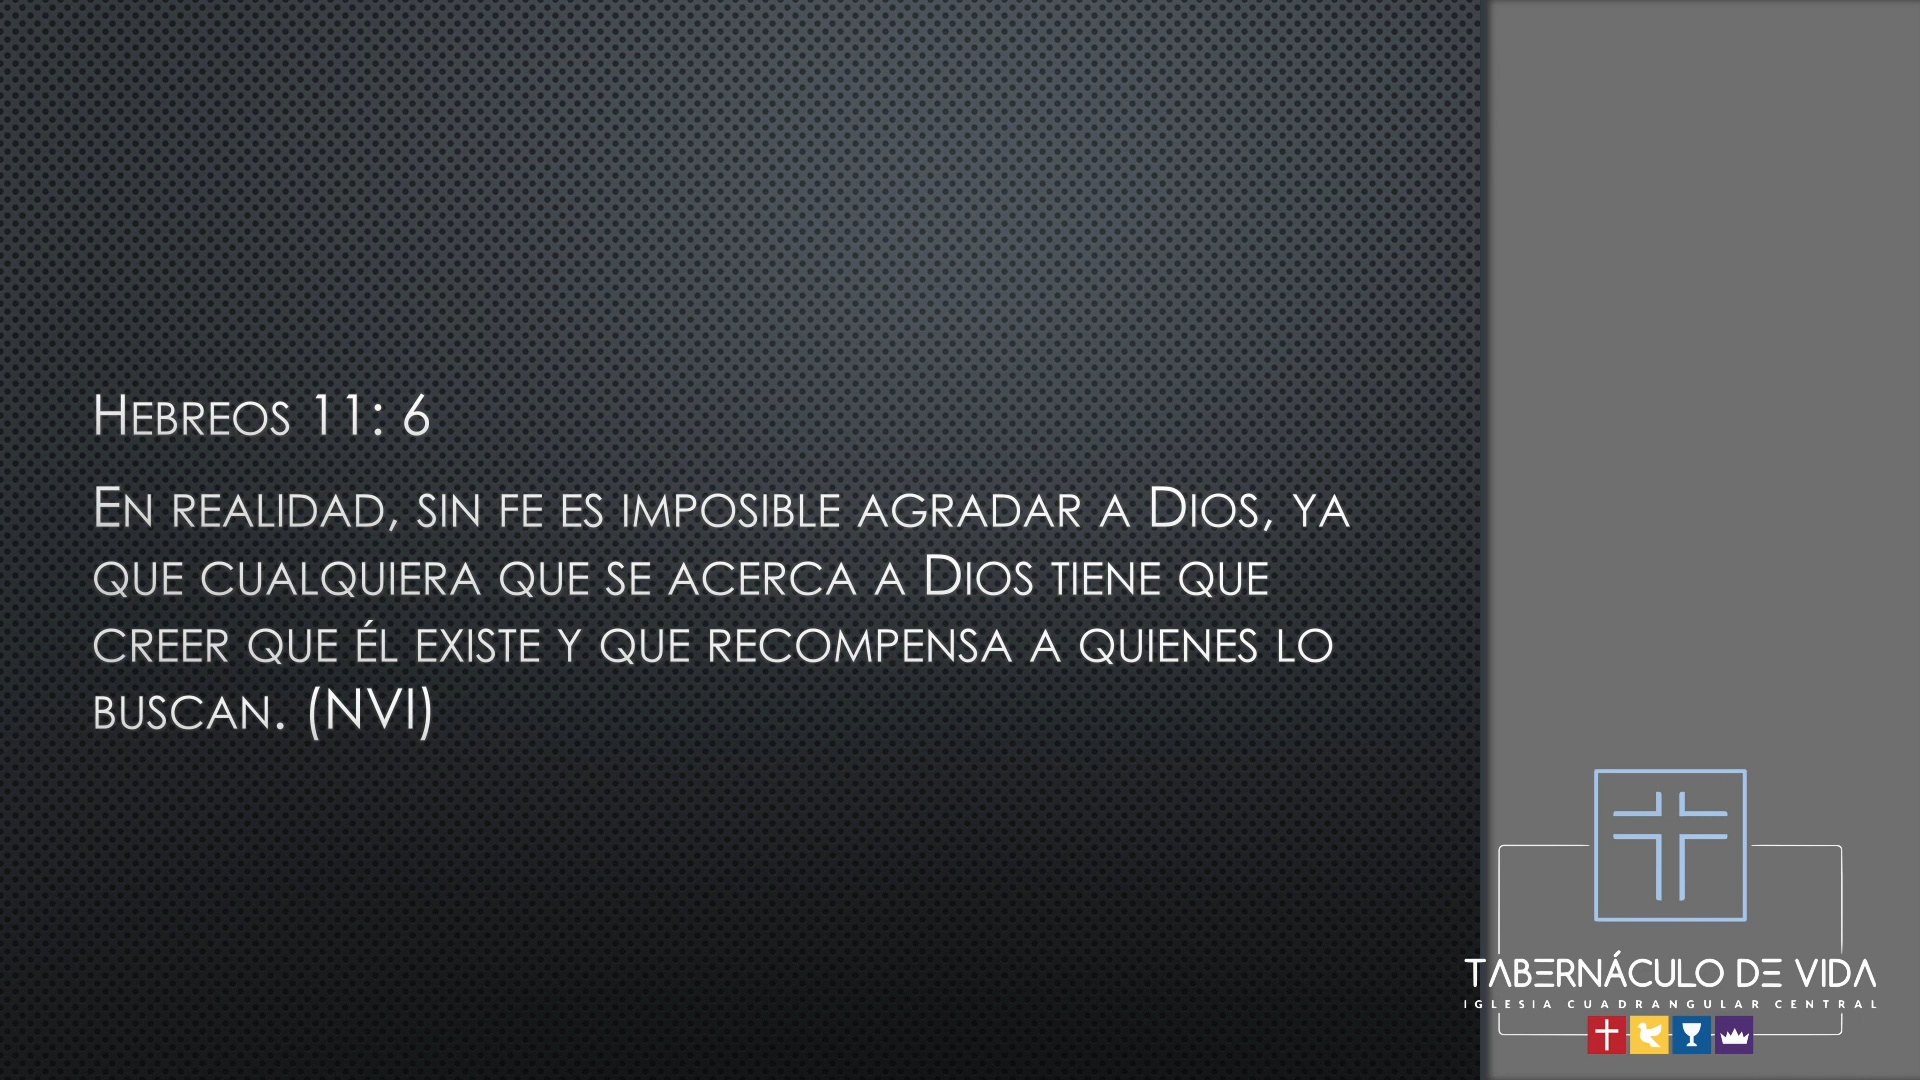 Hebreos 11: 6
En realidad, sin fe es imposible agradar a Dios, ya
que cualquiera que se acerca a Dios tiene que
creer que él existe y que recompensa a quienes lo
buscan. (NVI)
TABERNÁCULO DE VIDA
IGLESIA CUADRANGULAR CENTRAL